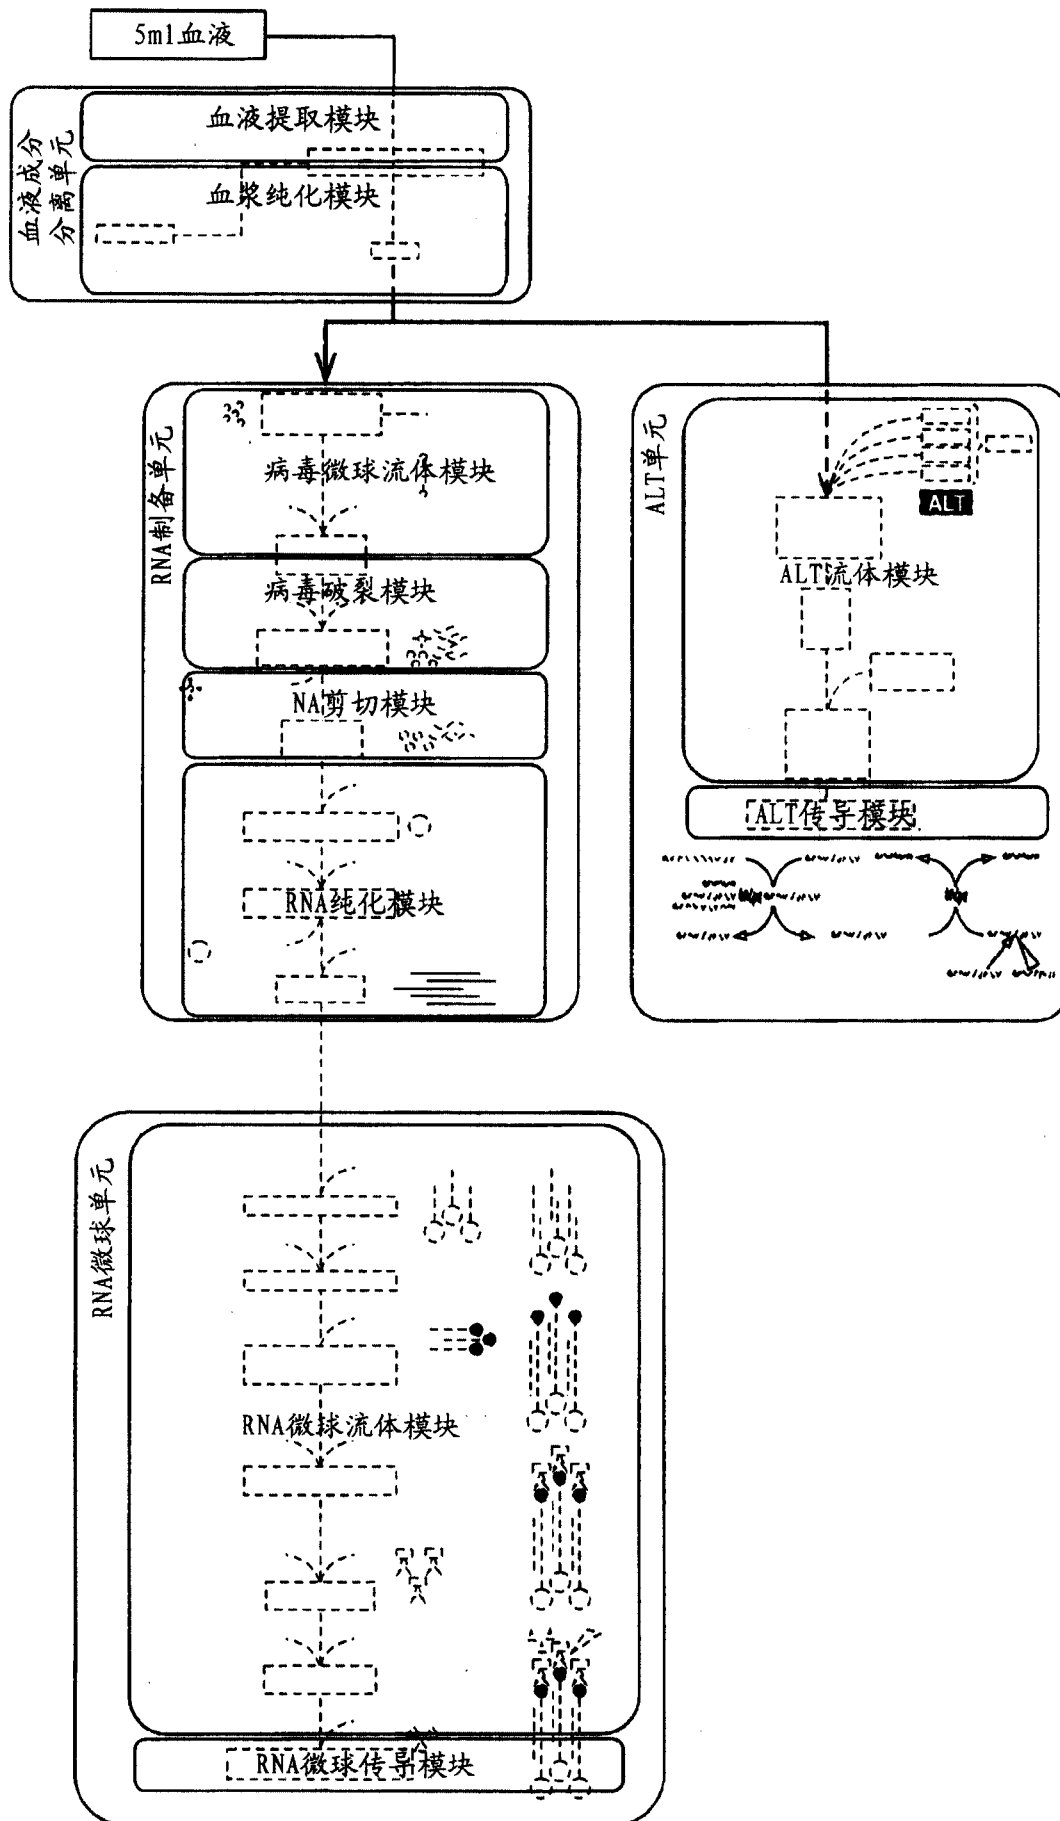 5ml血液
血液成分
分离单元
血液提取模块
血浆纯化模块
RNA制备单元
病毒微球流体模块
病毒破裂模块
NA剪切模块
RNA纯化模块
ALT单元
ALT
ALT流体模块
ALT传导模块
RNA微球单元
RNA微球流体模块
RNA微球传导模块